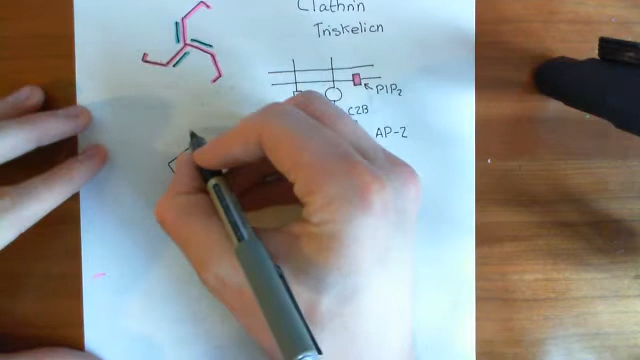 Clathrin
Triskelion
PIP2
C2B
AP-2